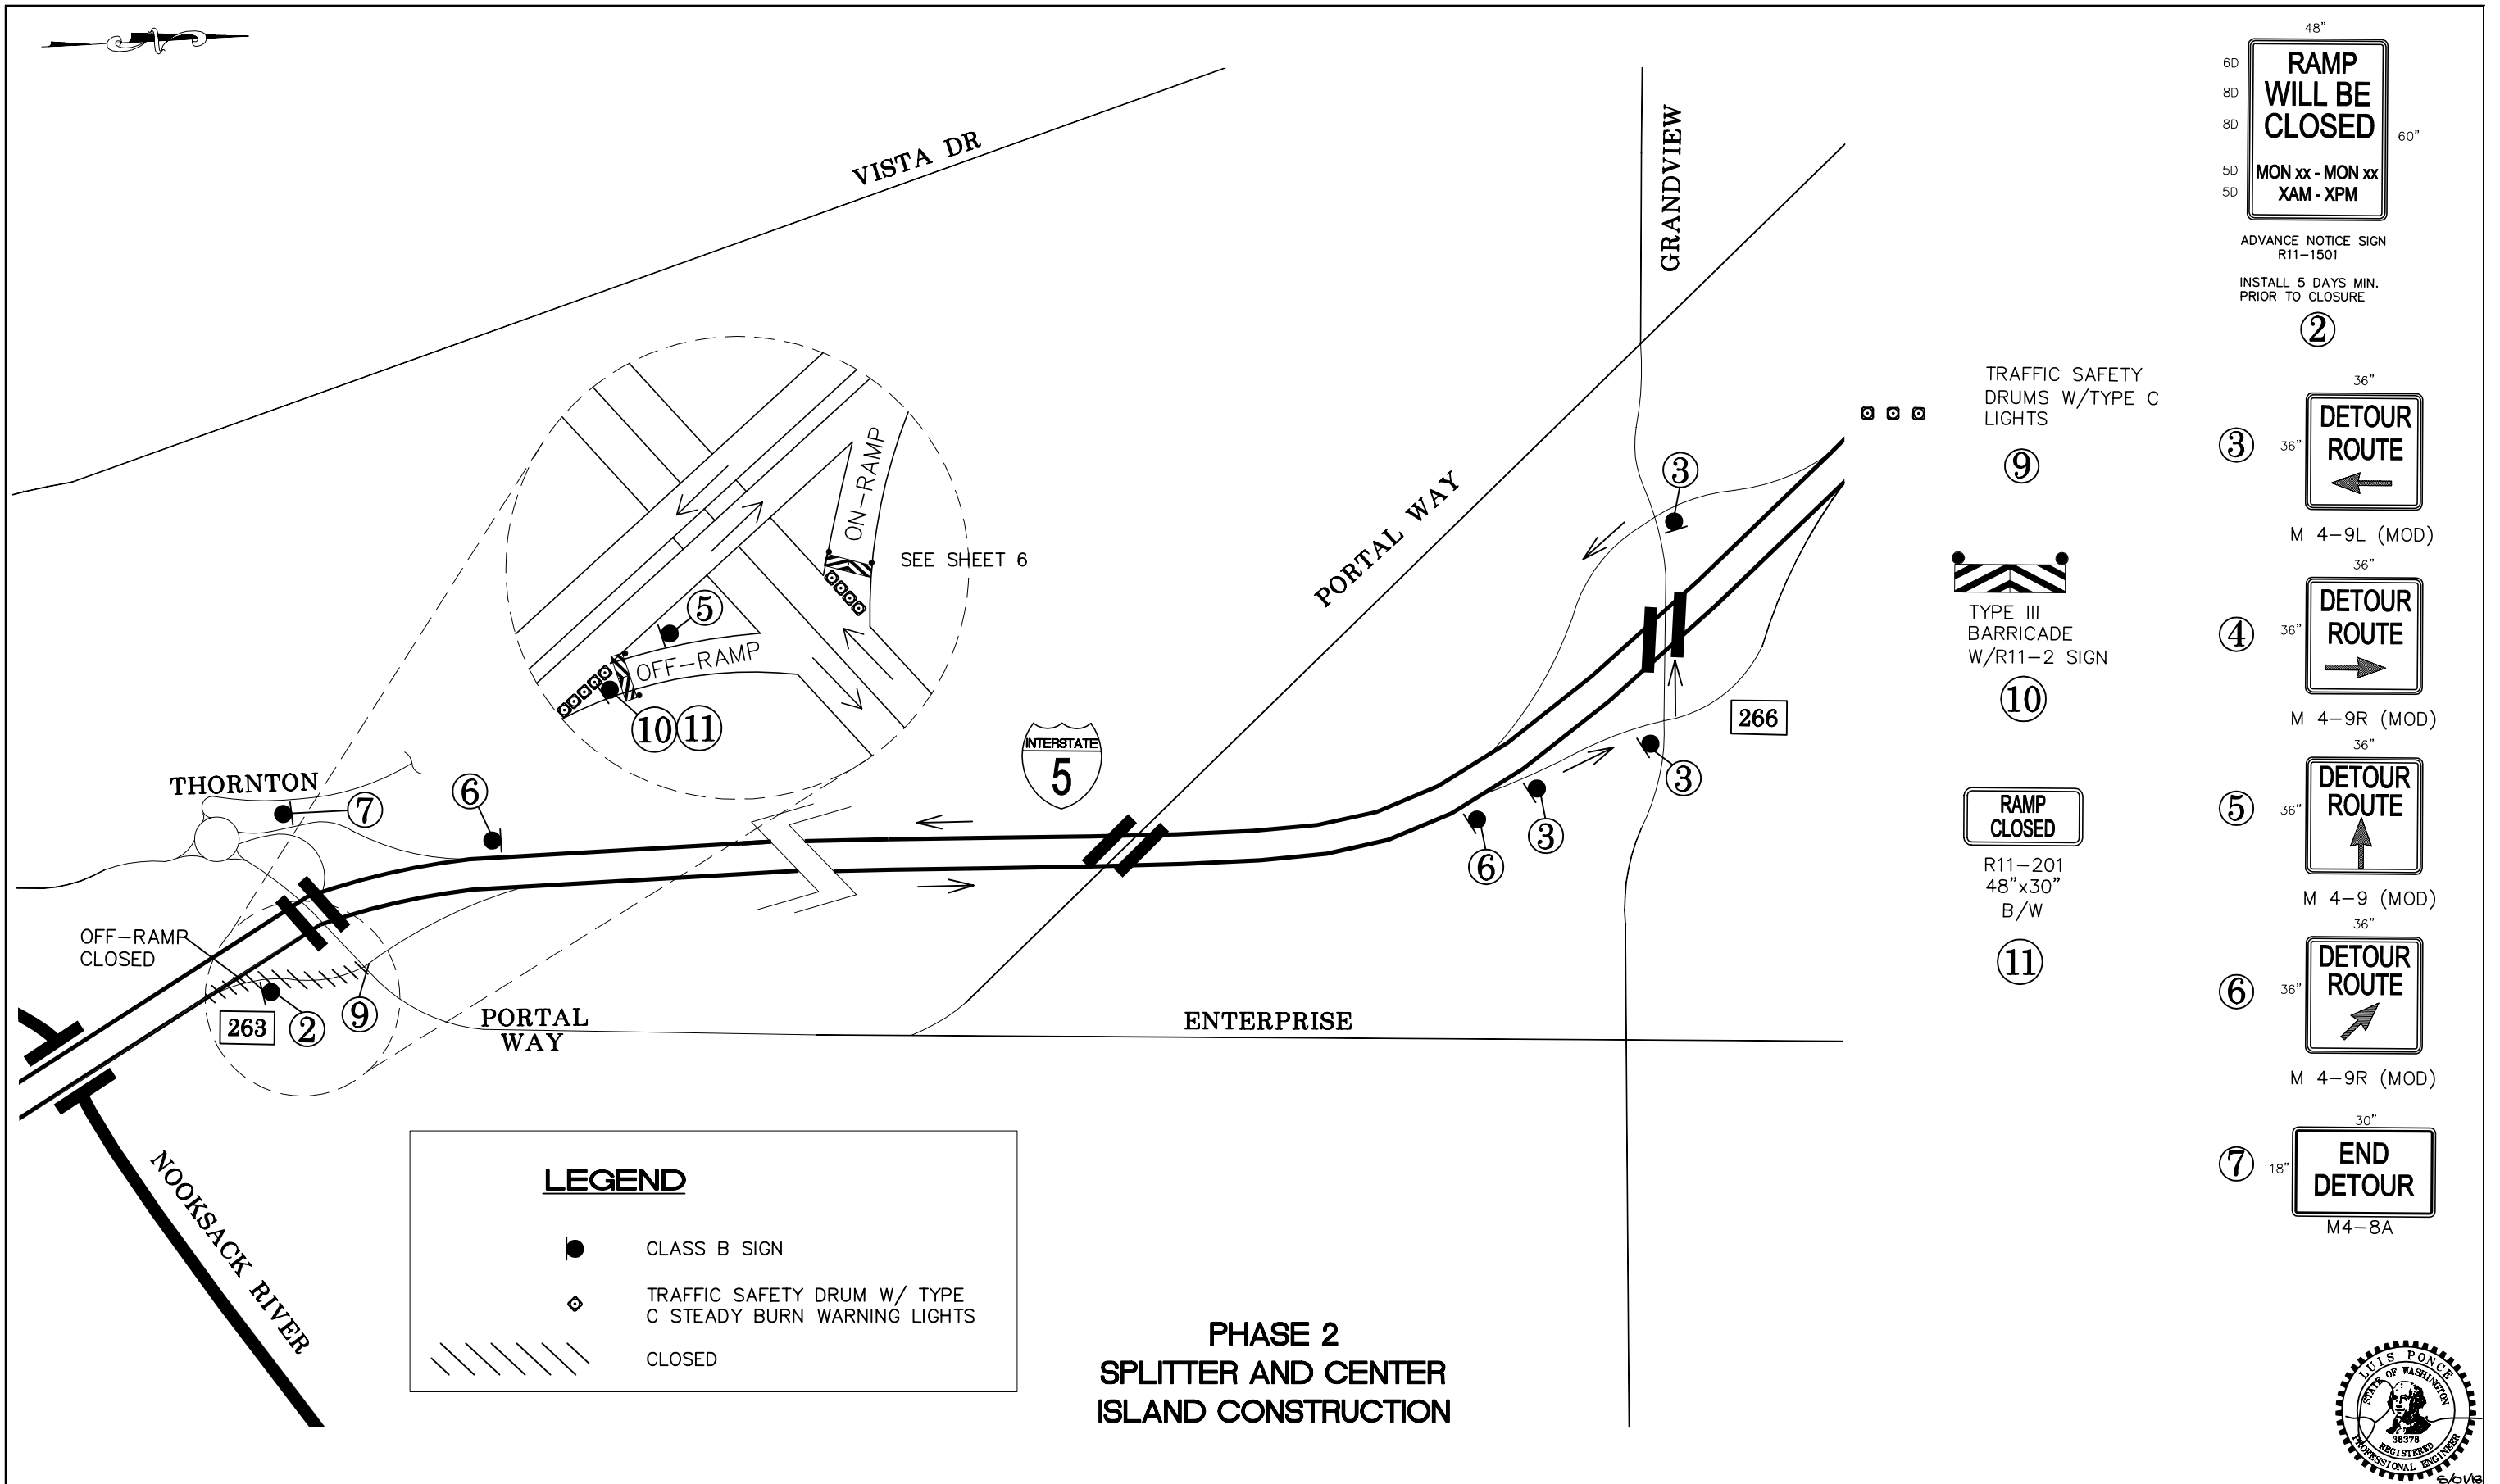 N
VISTA DR
GRANDVIEW
PORTAL WAY
ON-RAMP
SEE SHEET 6
5
OFF-RAMP
10
11
THORNTON
7
6
INTERSTATE
5
3
3
3
6
266
OFF-RAMP
CLOSED
263
2
9
PORTAL
WAY
ENTERPRISE
NOOKSACK RIVER
LEGEND
CLASS B SIGN
TRAFFIC SAFETY DRUM W/ TYPE
C STEADY BURN WARNING LIGHTS
CLOSED
PHASE 2
SPLITTER AND CENTER
ISLAND CONSTRUCTION
TRAFFIC SAFETY
DRUMS W/TYPE C
LIGHTS
9
TYPE III
BARRICADE
W/R11-2 SIGN
10
RAMP
CLOSED
R11-201
48"x30"
B/W
11
48"
6D
RAMP
8D
WILL BE
8D
CLOSED
60"
5D
MON xx - MON xx
5D
XAM - XPM
ADVANCE NOTICE SIGN
R11-1501
INSTALL 5 DAYS MIN.
PRIOR TO CLOSURE
2
36"
3
36"
DETOUR
ROUTE
M 4-9L (MOD)
36"
4
36"
DETOUR
ROUTE
M 4-9R (MOD)
36"
5
36"
DETOUR
ROUTE
M 4-9 (MOD)
36"
6
36"
DETOUR
ROUTE
M 4-9R (MOD)
30"
7
18"
END
DETOUR
M4-8A
LUIS PONCE
STATE OF WASHINGTON
38378
REGISTERED
PROFESSIONAL ENGINEER